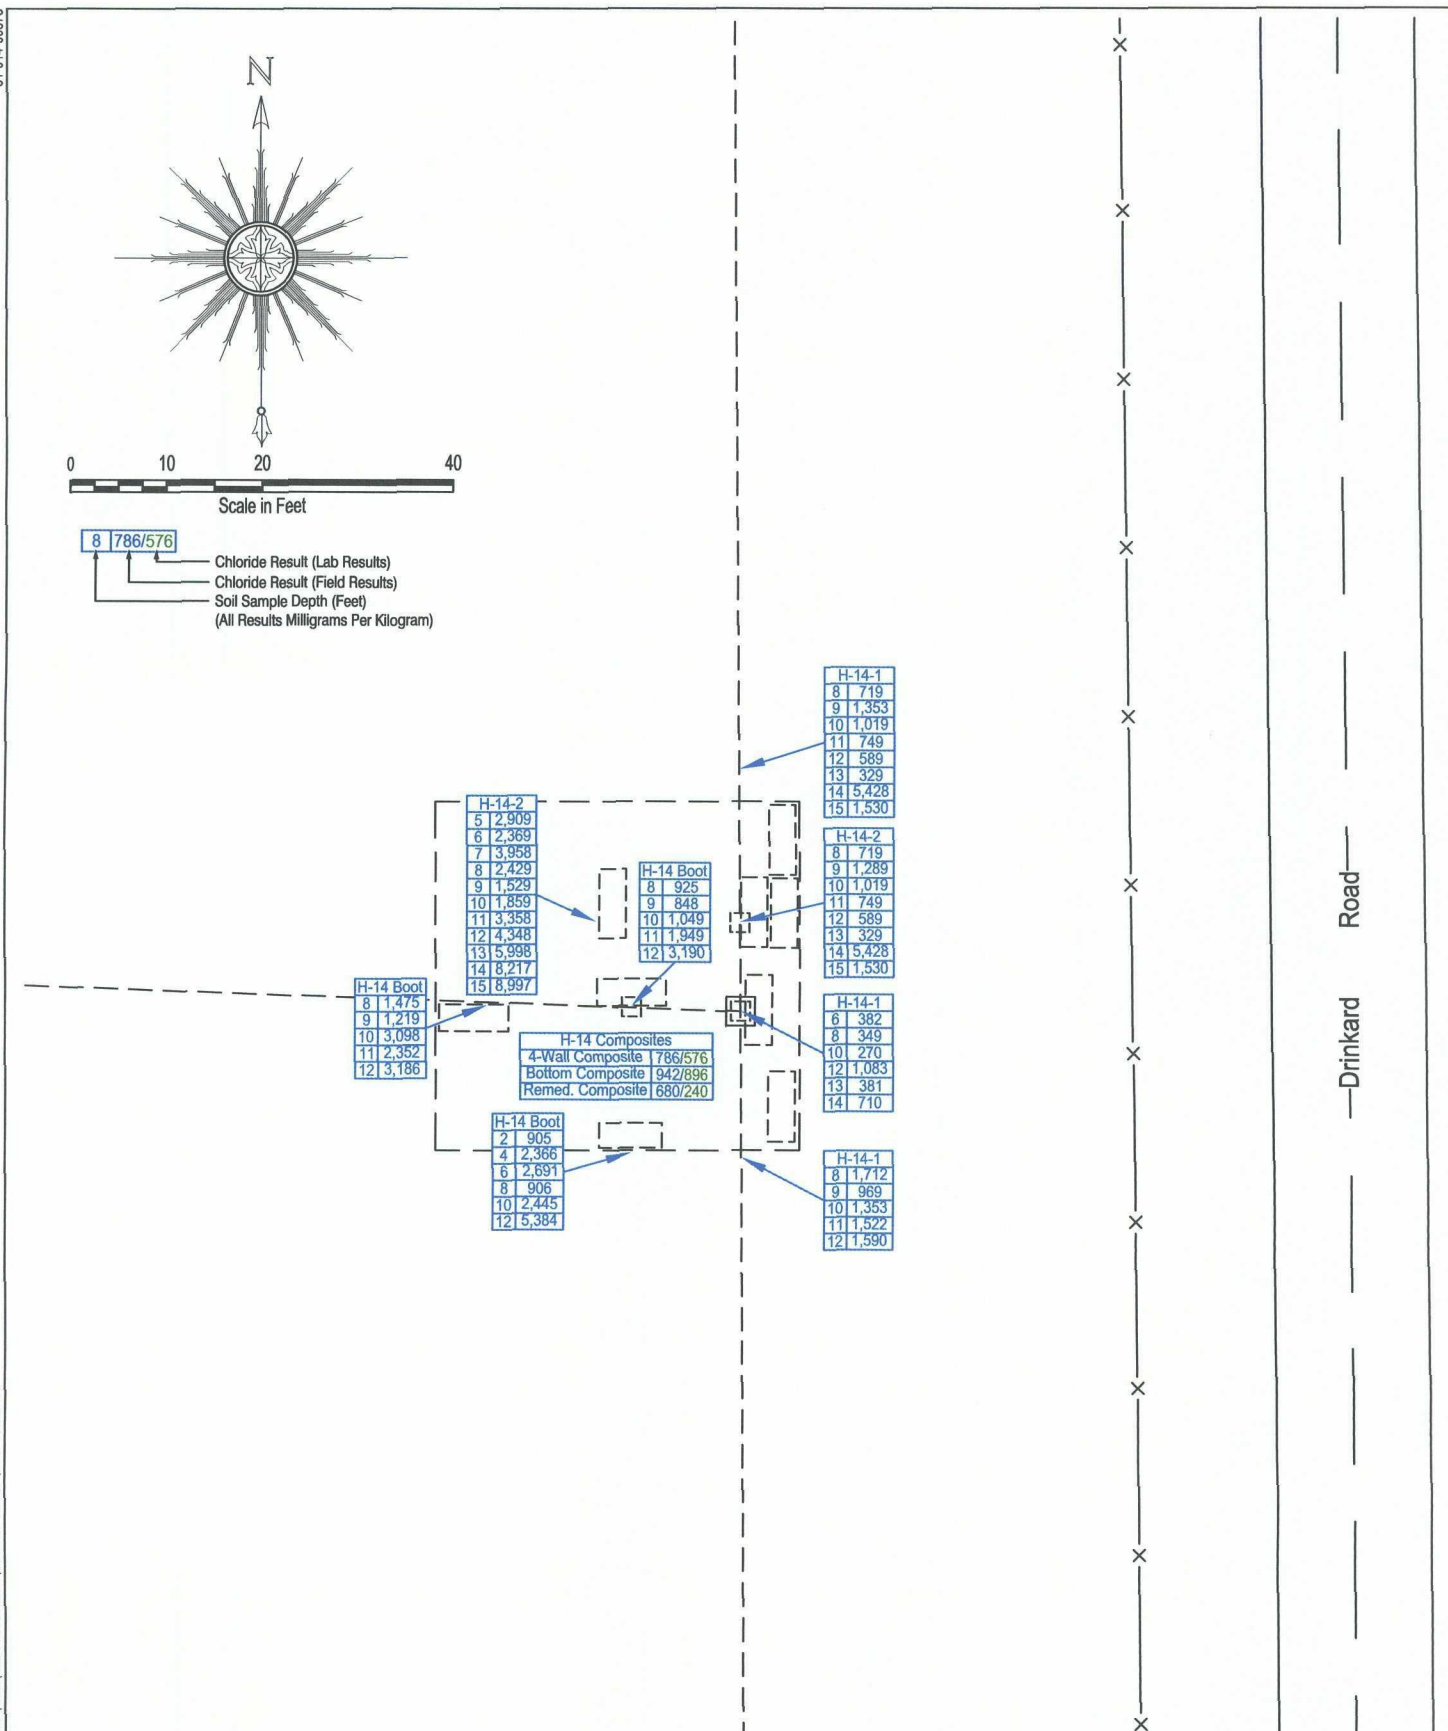 N
0 10 20 40
Scale in Feet
8 786/576
Chloride Result (Lab Results)
Chloride Result (Field Results)
Soil Sample Depth (Feet)
(All Results Milligrams Per Kilogram)
H-14-1
8 719
9 1,353
10 1,019
11 749
12 589
13 329
14 5,428
15 1,530
H-14-2
5 2,909
6 2,369
7 3,958
8 2,429
9 1,529
10 1,859
11 3,358
12 4,348
13 5,998
14 8,217
15 8,997
H-14 Boot
8 925
9 848
10 1,049
11 1,949
12 3,190
H-14-2
8 719
9 1,289
10 1,019
11 749
12 589
13 329
14 5,428
15 1,530
H-14 Boot
8 1,475
9 1,219
10 3,098
11 2,352
12 3,186
H-14 Composites
4-Wall Composite 786/576
Bottom Composite 942/896
Remed. Composite 680/240
H-14-1
6 382
8 349
10 270
12 1,083
13 381
14 710
H-14 Boot
2 905
4 2,366
6 2,691
8 906
10 2,445
12 5,384
H-14-1
8 1,712
9 969
10 1,353
11 1,522
12 1,590
Drinkard Road